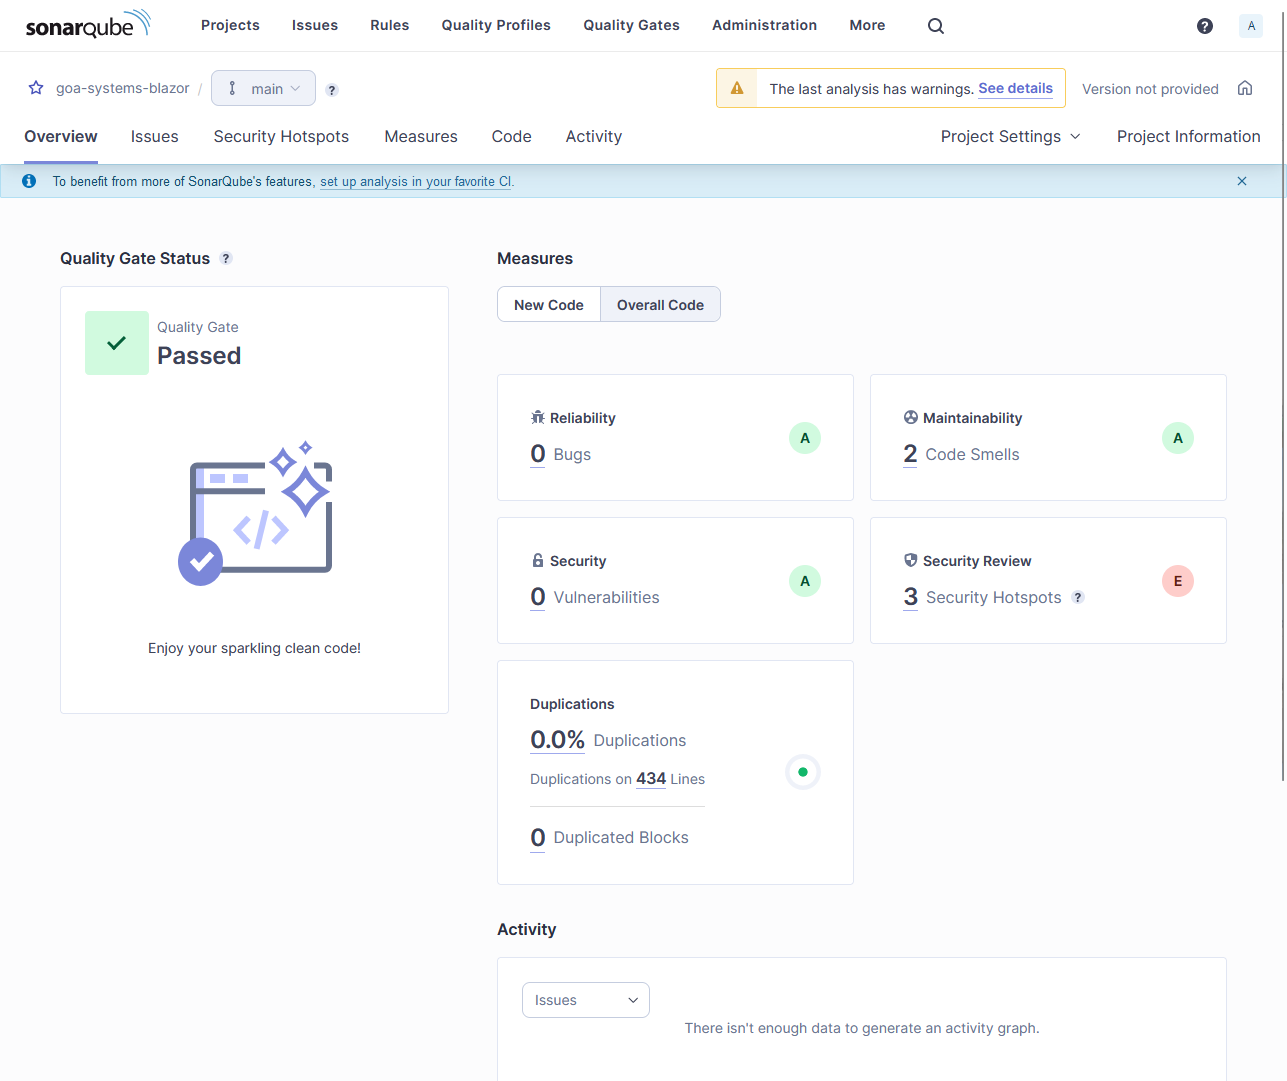 sonarqube Projects Issues Rules Quality Profiles Quality Gates Administration More ? A
goa-systems-blazor / main ? The last analysis has warnings. See details Version not provided
Overview Issues Security Hotspots Measures Code Activity Project Settings Project Information
To benefit from more of SonarQube's features, set up analysis in your favorite CI.
Quality Gate Status ?
Quality Gate
Passed
</>
Enjoy your sparkling clean code!
Measures
New Code Overall Code
Reliability
0 Bugs
A
Maintainability
2 Code Smells
A
Security
0 Vulnerabilities
A
Security Review
3 Security Hotspots ?
E
Duplications
0.0% Duplications
Duplications on 434 Lines
0 Duplicated Blocks
Activity
Issues
There isn't enough data to generate an activity graph.